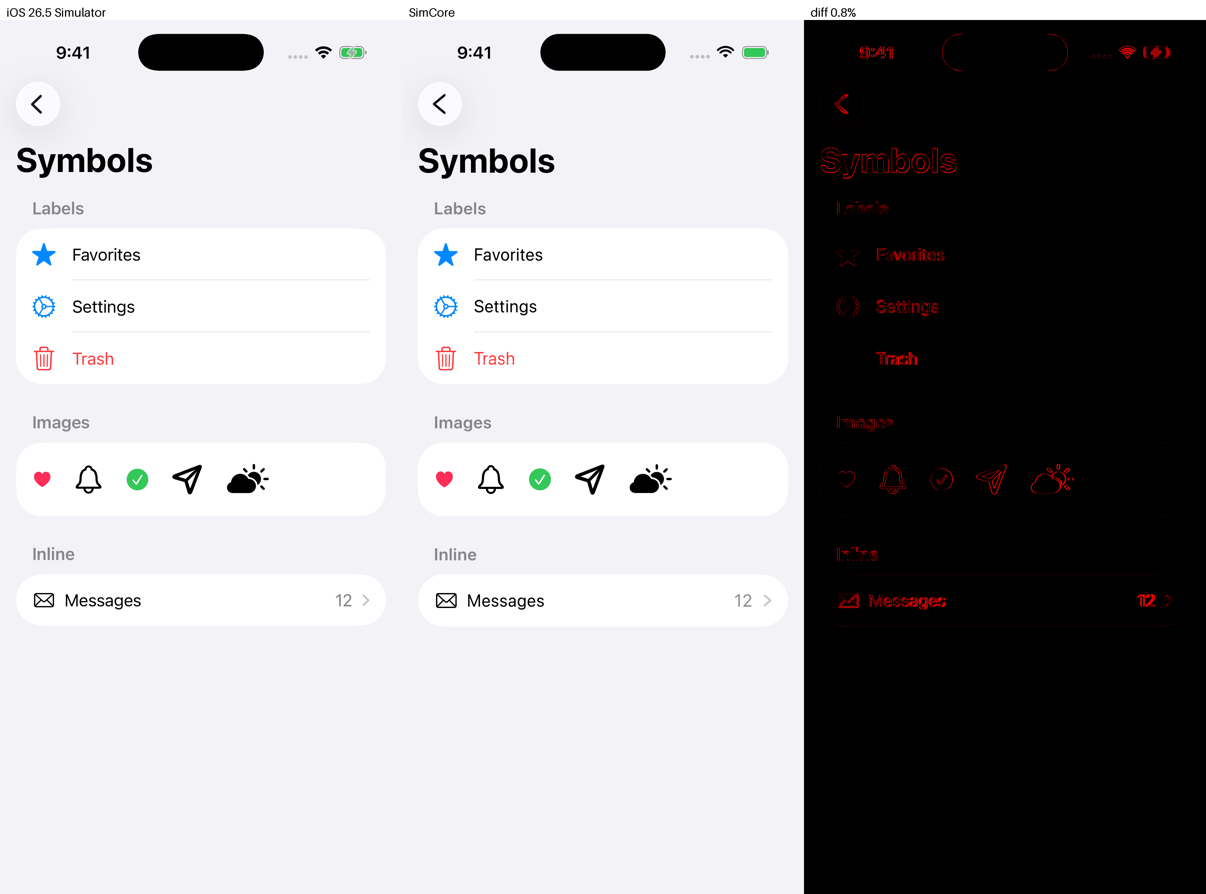 iOS 26.5 Simulator
9:41
Symbols
Labels
Favorites
Settings
Trash
Images
Inline
Messages 12
SimCore
9:41
Symbols
Labels
Favorites
Settings
Trash
Images
Inline
Messages 12
diff 0.8%
9:41
Symbols
Labels
Favorites
Settings
Trash
Images
Inline
Messages 12